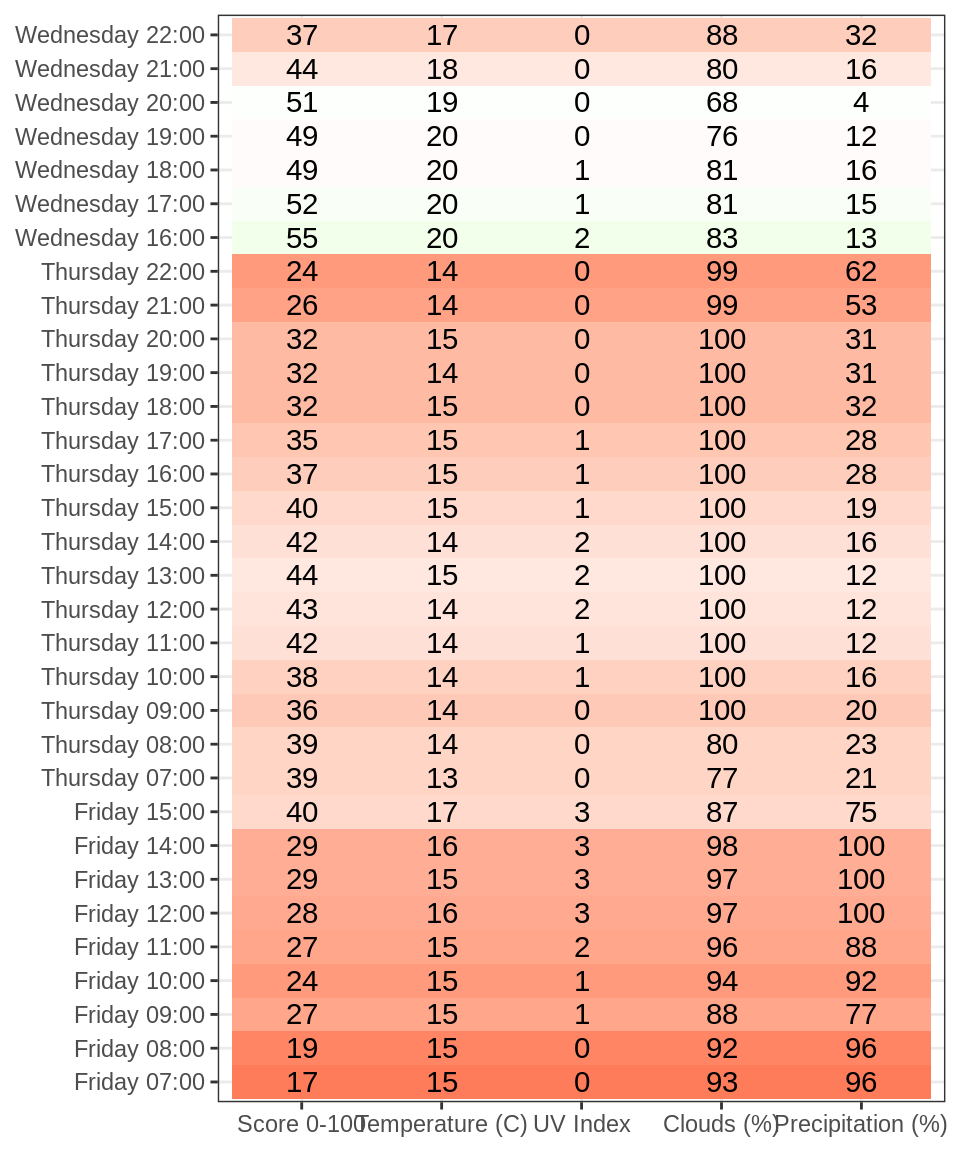 Wednesday 22:00 37 17 0 88 32
Wednesday 21:00 44 18 0 80 16
Wednesday 20:00 51 19 0 68 4
Wednesday 19:00 49 20 0 76 12
Wednesday 18:00 49 20 1 81 16
Wednesday 17:00 52 20 1 81 15
Wednesday 16:00 55 20 2 83 13
Thursday 22:00 24 14 0 99 62
Thursday 21:00 26 14 0 99 53
Thursday 20:00 32 15 0 100 31
Thursday 19:00 32 14 0 100 31
Thursday 18:00 32 15 0 100 32
Thursday 17:00 35 15 1 100 28
Thursday 16:00 37 15 1 100 28
Thursday 15:00 40 15 1 100 19
Thursday 14:00 42 14 2 100 16
Thursday 13:00 44 15 2 100 12
Thursday 12:00 43 14 2 100 12
Thursday 11:00 42 14 1 100 12
Thursday 10:00 38 14 1 100 16
Thursday 09:00 36 14 0 100 20
Thursday 08:00 39 14 0 80 23
Thursday 07:00 39 13 0 77 21
Friday 15:00 40 17 3 87 75
Friday 14:00 29 16 3 98 100
Friday 13:00 29 15 3 97 100
Friday 12:00 28 16 3 97 100
Friday 11:00 27 15 2 96 88
Friday 10:00 24 15 1 94 92
Friday 09:00 27 15 1 88 77
Friday 08:00 19 15 0 92 96
Friday 07:00 17 15 0 93 96
Score 0-100 Temperature (C) UV Index Clouds (%) Precipitation (%)